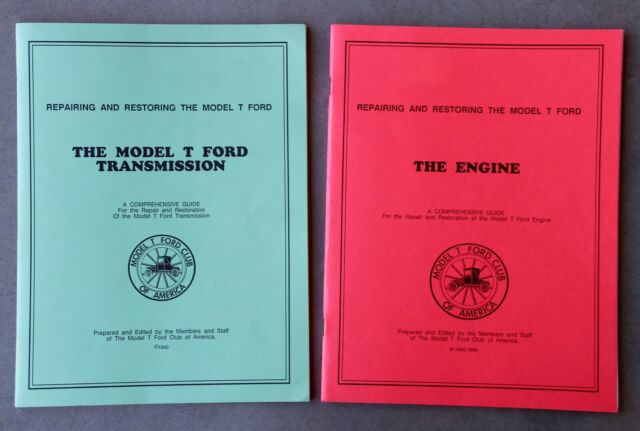 REPAIRING AND RESTORING THE MODEL T FORD
THE MODEL T FORD
TRANSMISSION
A COMPREHENSIVE GUIDE
For the Repair and Restoration
Of the Model T Ford Transmission
MODEL T FORD CLUB
OF AMERICA
Prepared and Edited by the Members and Staff
of The Model T Ford Club of America.
REPAIRING AND RESTORING THE MODEL T FORD
THE ENGINE
A COMPREHENSIVE GUIDE
For the Repair and Restoration of the Model T Ford Engine
MODEL T FORD CLUB
OF AMERICA
Prepared and Edited by the Members and Staff
of The Model T Ford Club of America.